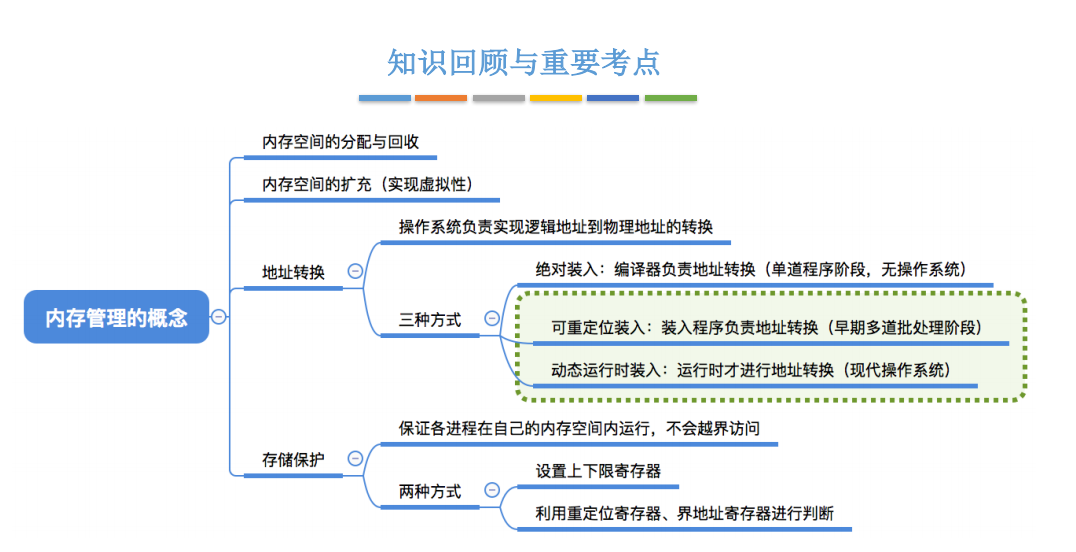 知识回顾与重要考点
内存空间的分配与回收
内存空间的扩充（实现虚拟性）
操作系统负责实现逻辑地址到物理地址的转换
地址转换
绝对装入：编译器负责地址转换（单道程序阶段，无操作系统）
内存管理的概念
三种方式
可重定位装入：装入程序负责地址转换（早期多道批处理阶段）
动态运行时装入：运行时才进行地址转换（现代操作系统）
保证各进程在自己的内存空间内运行，不会越界访问
存储保护
设置上下限寄存器
两种方式
利用重定位寄存器、界地址寄存器进行判断